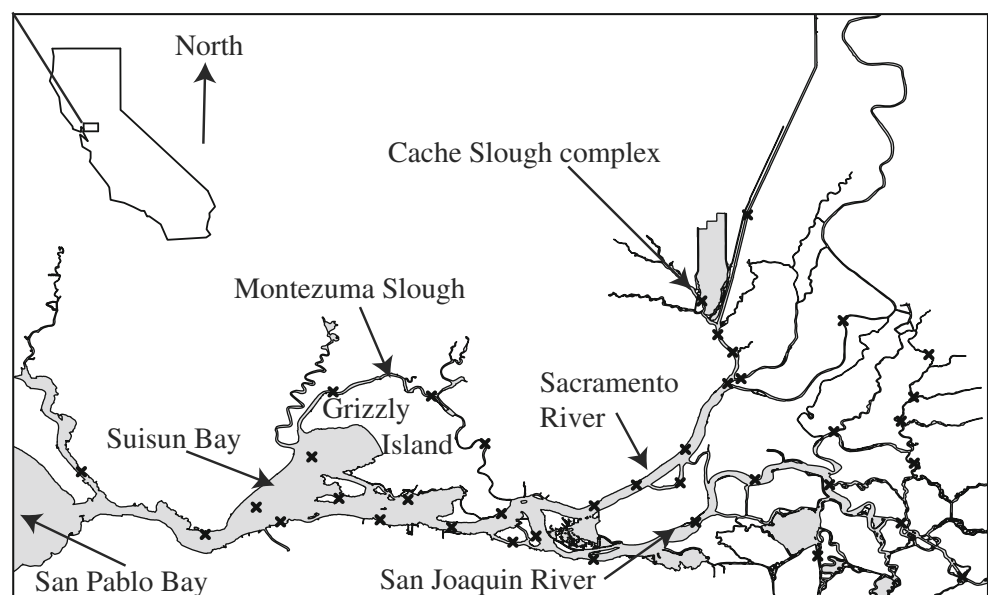 North
Cache Slough complex
Montezuma Slough
Sacramento
River
Grizzly
Island
Suisun Bay
San Pablo Bay
San Joaquin River